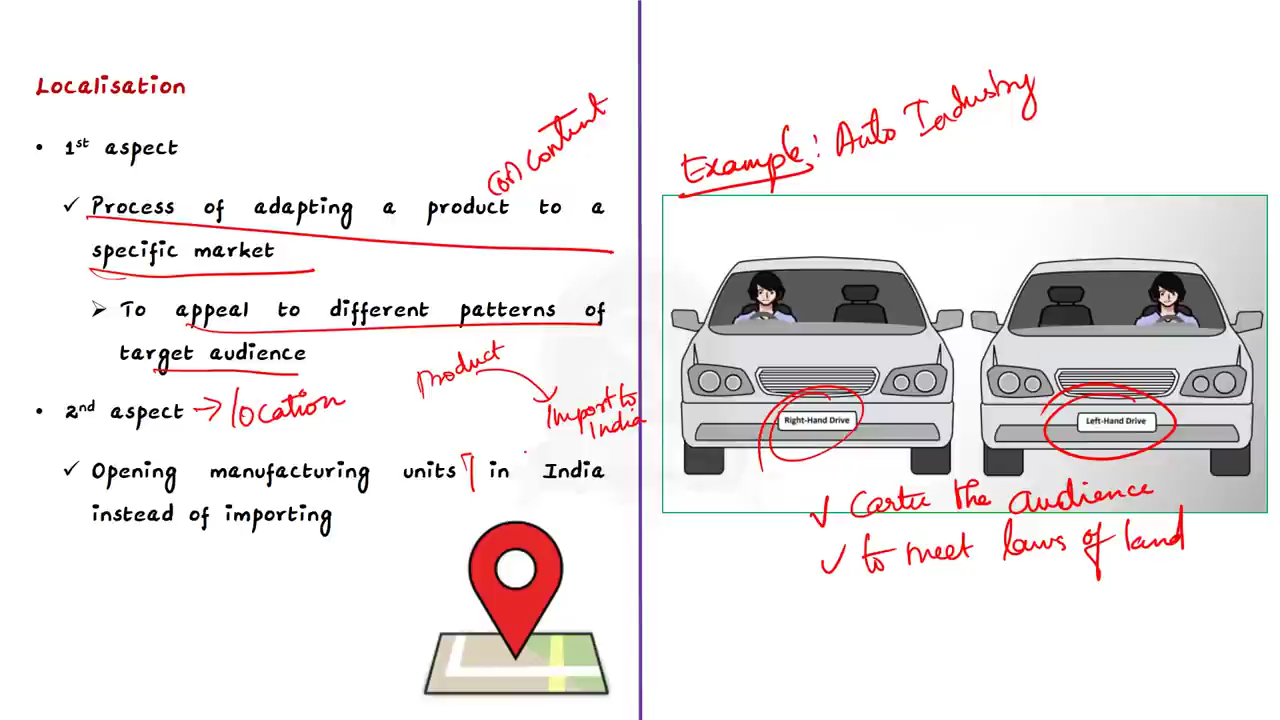 Localisation
• 1st aspect
(or) Content
✓ Process of adapting a product to a
specific market
➢ To appeal to different patterns of
target audience
Product
Import to
India
• 2nd aspect → location
✓ Opening manufacturing units in India
instead of importing
Example: Auto Industry
Right-Hand Drive
Left-Hand Drive
✓ Carter the audience
✓ to meet laws of land